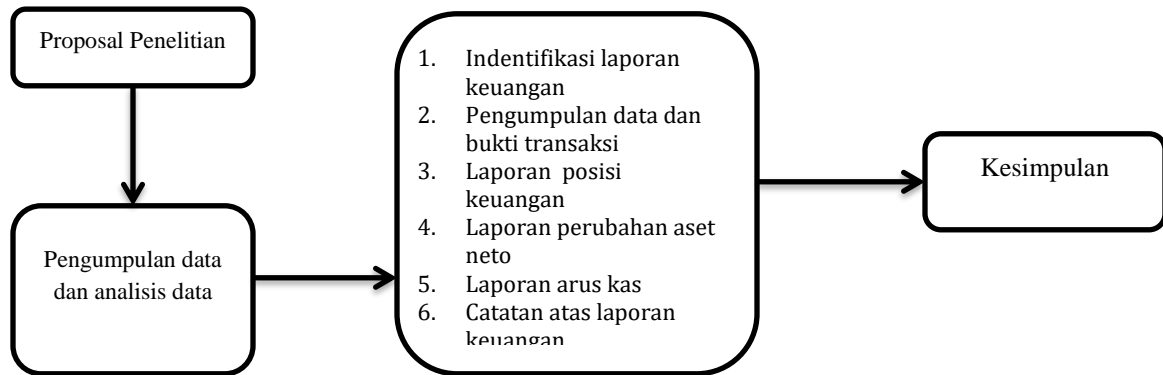 Proposal Penelitian
Pengumpulan data
dan analisis data
1. Indentifikasi laporan
keuangan
2. Pengumpulan data dan
bukti transaksi
3. Laporan posisi
keuangan
4. Laporan perubahan aset
neto
5. Laporan arus kas
6. Catatan atas laporan
keuangan
Kesimpulan